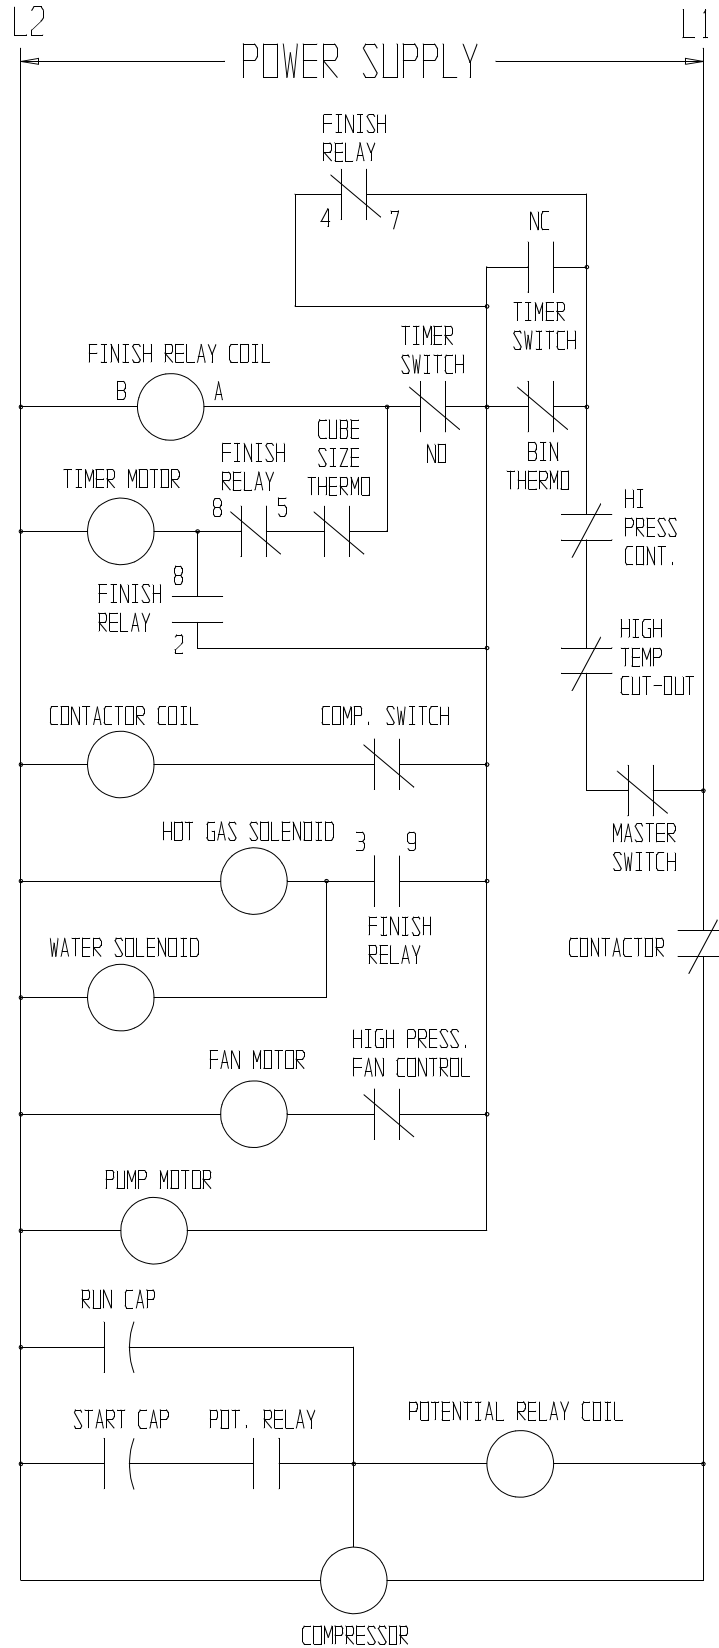 L2
L1
POWER SUPPLY
FINISH
RELAY
4
7
NC
TIMER
SWITCH
TIMER
SWITCH
FINISH RELAY COIL
B
A
NO
BIN
THERMO
CUBE
SIZE
THERMO
FINISH
RELAY
8
5
TIMER MOTOR
HI
PRESS
CONT.
8
FINISH
RELAY
2
HIGH
TEMP
CUT-OUT
CONTACTOR COIL
COMP. SWITCH
MASTER
SWITCH
HOT GAS SOLENOID
3
9
FINISH
RELAY
CONTACTOR
WATER SOLENOID
FAN MOTOR
HIGH PRESS.
FAN CONTROL
PUMP MOTOR
RUN CAP
START CAP
POT. RELAY
POTENTIAL RELAY COIL
COMPRESSOR